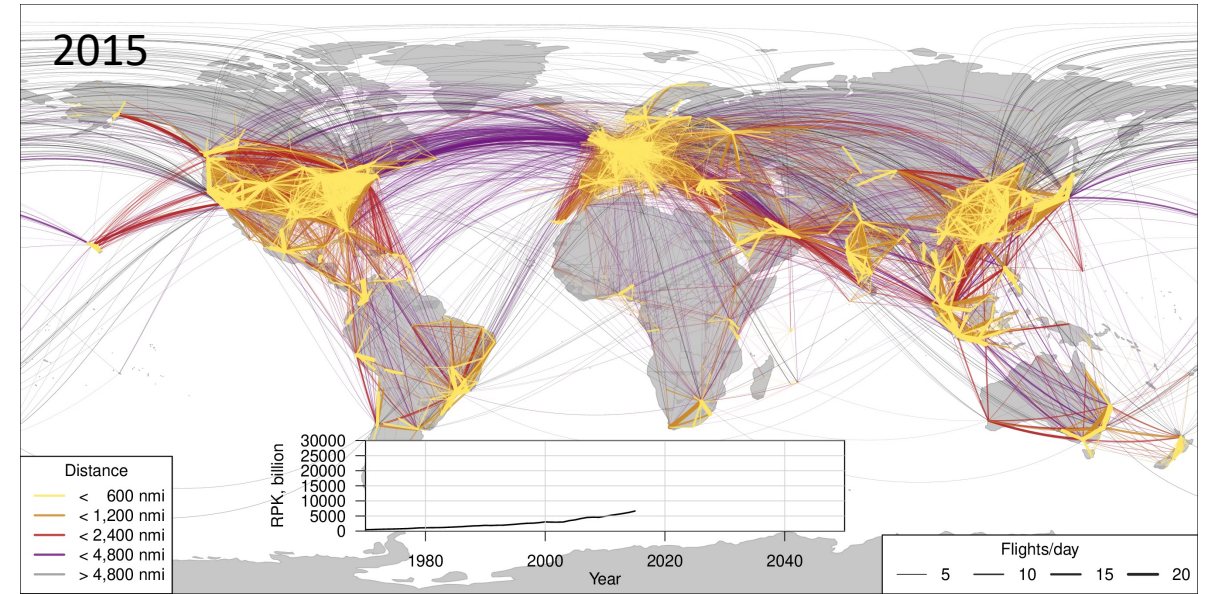 2015
30000
25000
20000
15000
10000
5000
0
RPK, billion
1980 2000 2020 2040
Year
Distance
< 600 nmi
< 1,200 nmi
< 2,400 nmi
< 4,800 nmi
> 4,800 nmi
Flights/day
5 10 15 20